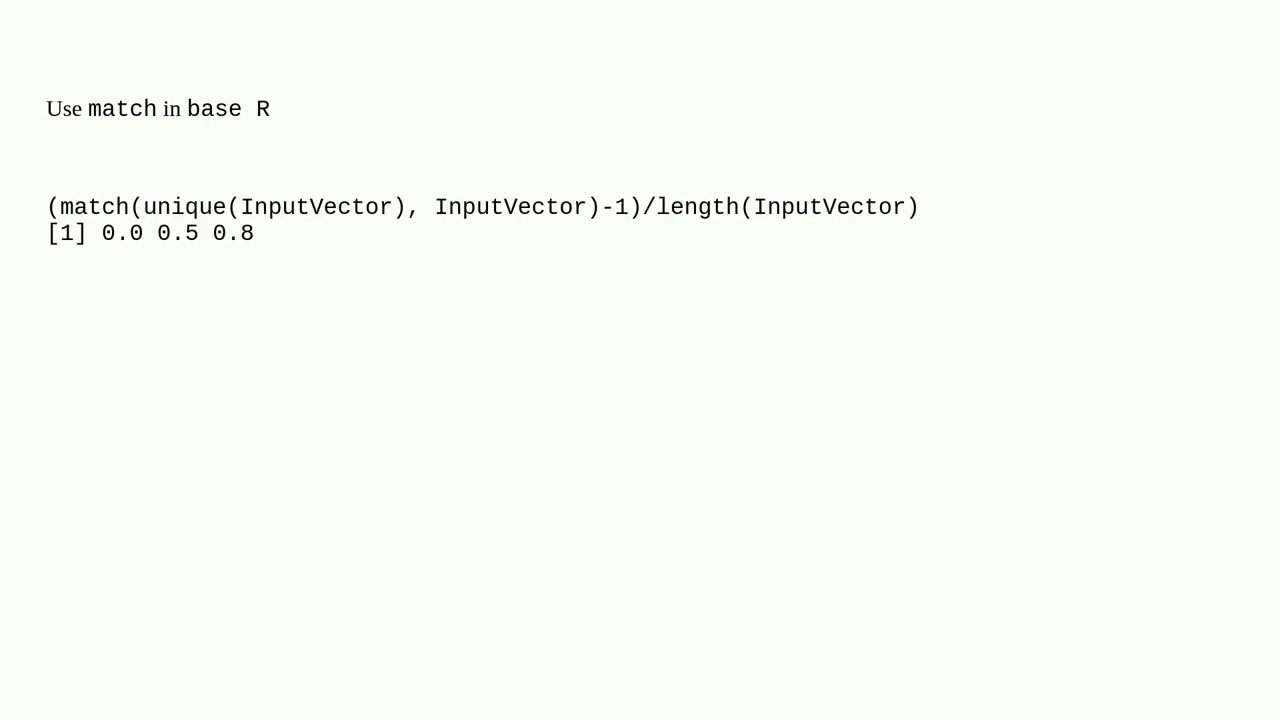 Use match in base R
(match(unique(InputVector), InputVector)-1)/length(InputVector)
[1] 0.0 0.5 0.8